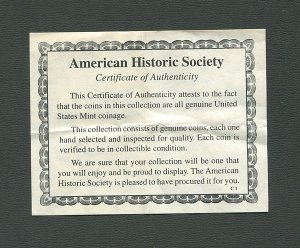 American Historic Society
Certificate of Authenticity
This Certificate of Authenticity attests to the fact
that the coins in this collection are all genuine United
States Mint coinage.
This collection consists of genuine coins, each one
hand selected and inspected for quality. Each coin is
verified to be in collectible condition.
We are sure that your collection will be one that
you will enjoy and be proud to display. The American
Historic Society is pleased to have procured it for you.